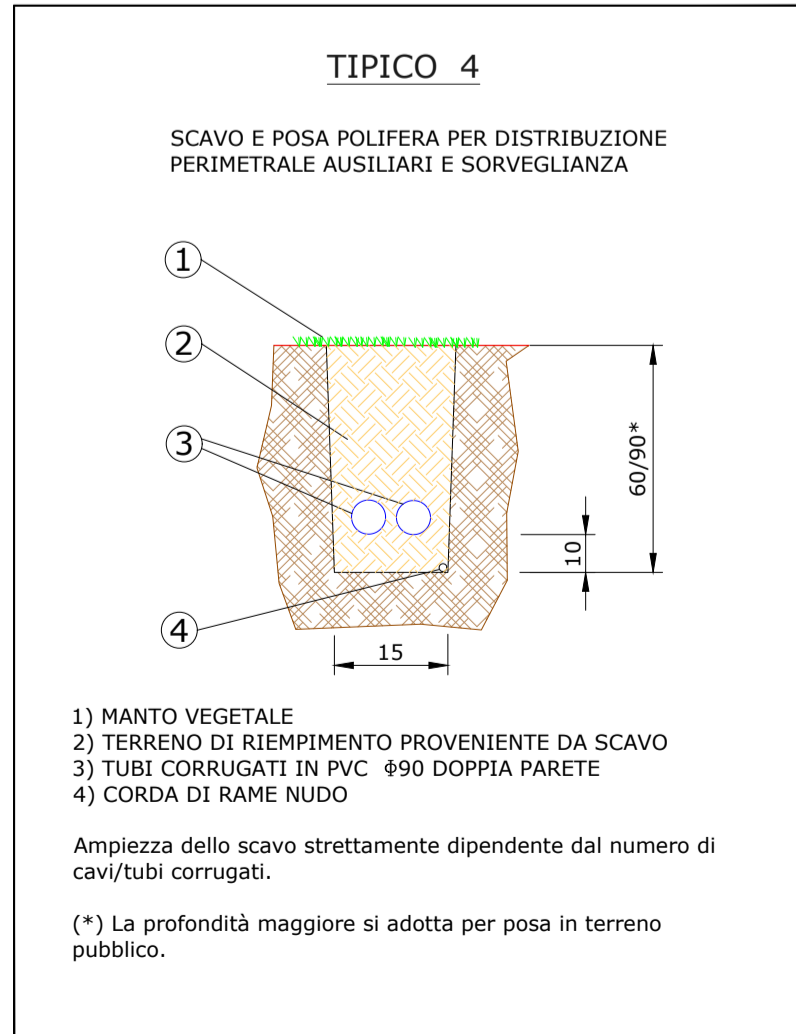 TIPICO 4
SCAVO E POSA POLIFERA PER DISTRIBUZIONE
PERIMETRALE AUSILIARI E SORVEGLIANZA
1
2
3
4
60/90*
10
15
1) MANTO VEGETALE
2) TERRENO DI RIEMPIMENTO PROVENIENTE DA SCAVO
3) TUBI CORRUGATI IN PVC Φ90 DOPPIA PARETE
4) CORDA DI RAME NUDO
Ampiezza dello scavo strettamente dipendente dal numero di
cavi/tubi corrugati.
(*) La profondità maggiore si adotta per posa in terreno
pubblico.